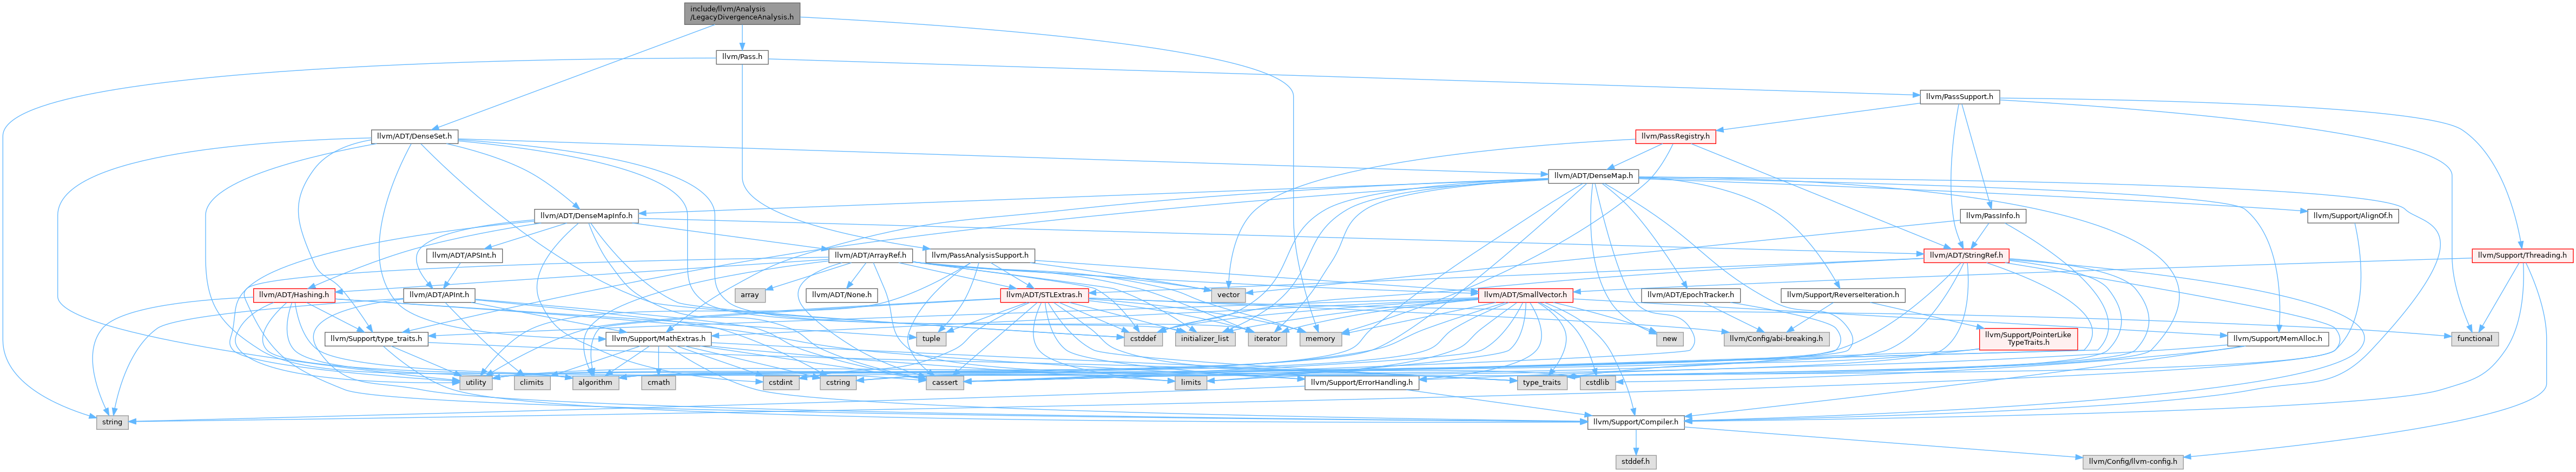 include/llvm/Analysis
/LegacyDivergenceAnalysis.h
llvm/Pass.h
llvm/PassSupport.h
llvm/ADT/DenseSet.h
llvm/PassRegistry.h
llvm/ADT/DenseMap.h
llvm/ADT/DenseMapInfo.h
llvm/PassInfo.h
llvm/Support/AlignOf.h
llvm/ADT/APSInt.h
llvm/ADT/ArrayRef.h
llvm/PassAnalysisSupport.h
llvm/ADT/StringRef.h
llvm/Support/Threading.h
llvm/ADT/Hashing.h
llvm/ADT/APInt.h
array
llvm/ADT/None.h
llvm/ADT/STLExtras.h
vector
llvm/ADT/SmallVector.h
llvm/ADT/EpochTracker.h
llvm/Support/ReverseIteration.h
llvm/Support/type_traits.h
llvm/Support/MathExtras.h
tuple
cstddef
initializer_list
iterator
memory
new
llvm/Config/abi-breaking.h
llvm/Support/PointerLike
TypeTraits.h
llvm/Support/MemAlloc.h
functional
utility
climits
algorithm
cmath
cstdint
cstring
cassert
limits
llvm/Support/ErrorHandling.h
type_traits
cstdlib
string
llvm/Support/Compiler.h
stddef.h
llvm/Config/llvm-config.h